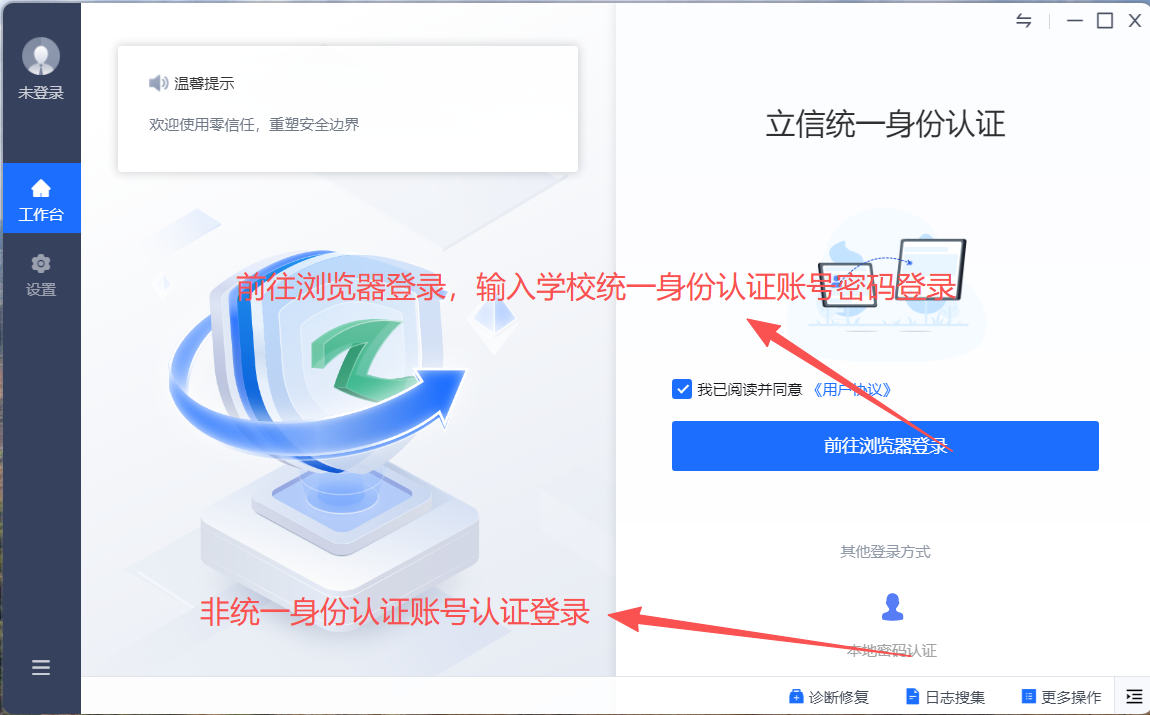 未登录
工作台
设置
温馨提示
欢迎使用零信任，重塑安全边界
立信统一身份认证
前往浏览器登录，输入学校统一身份认证账号密码登录
我已阅读并同意 《用户协议》
前往浏览器登录
其他登录方式
非统一身份认证账号认证登录
本地密码认证
诊断修复 日志搜集 更多操作